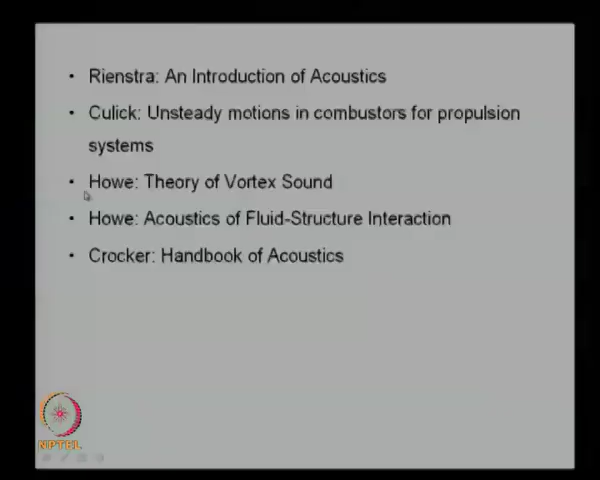 • Rienstra: An Introduction of Acoustics
• Culick: Unsteady motions in combustors for propulsion
systems
• Howe: Theory of Vortex Sound
• Howe: Acoustics of Fluid-Structure Interaction
• Crocker: Handbook of Acoustics
NPTEL